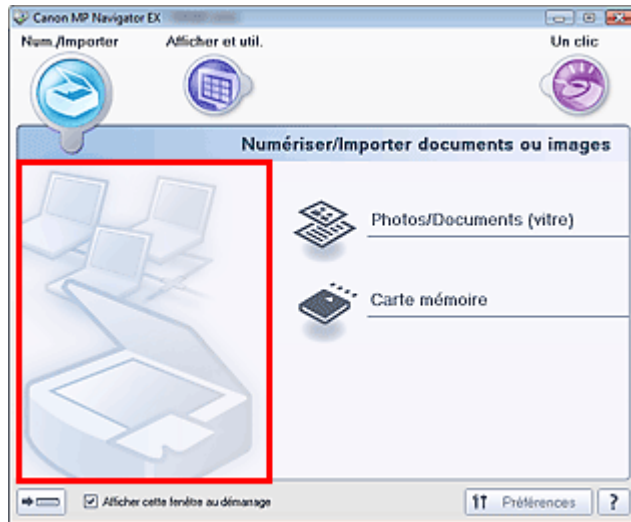 Canon MP Navigator EX
Num./Importer Afficher et util. Un clic
Numériser/Importer documents ou images
Photos/Documents (vitre)
Carte mémoire
Afficher cette fenêtre au démarrage Préférences ?